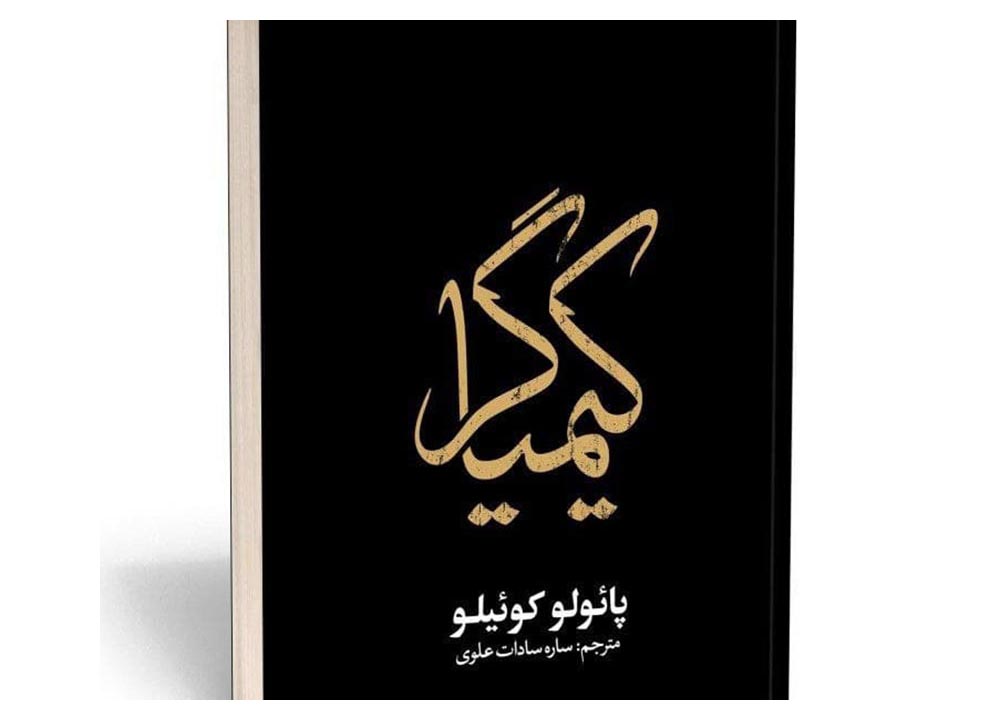 کیمیاگر
پائولو کوئیلو
مترجم: ساره سادات علوی